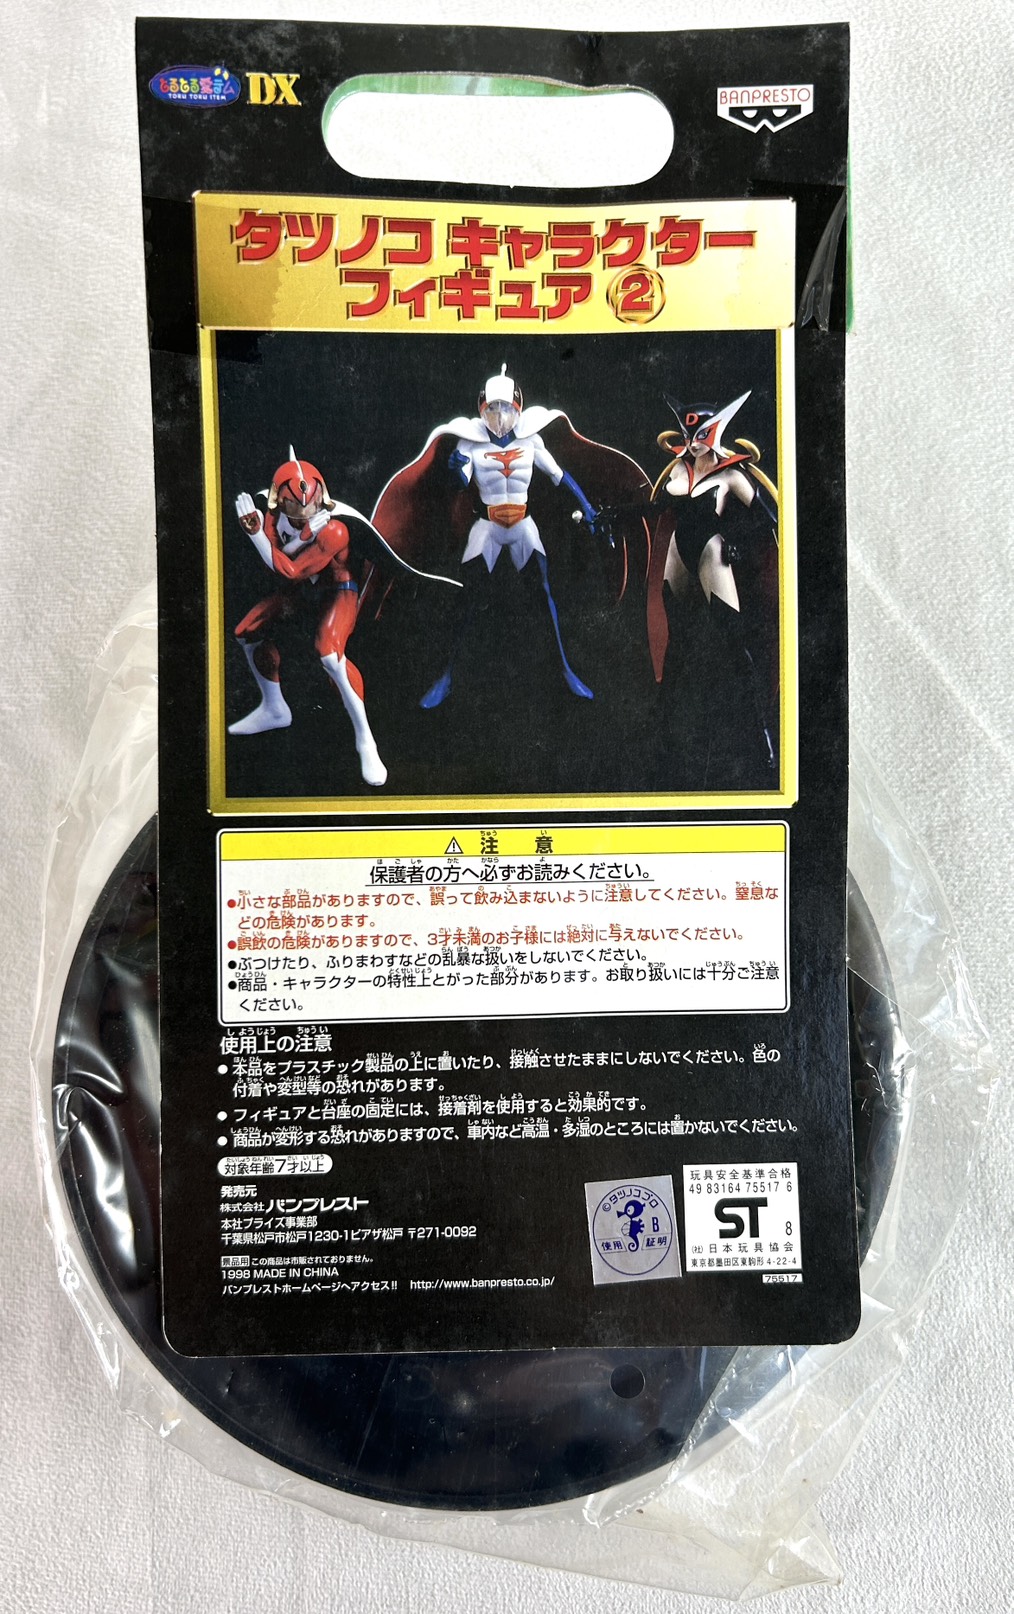 とるとる愛テム
TORU TORU ITEM
DX
BANPRESTO
タツノコ キャラクター
フィギュア ②
D
⚠ 注意
保護者の方へ必ずお読みください。
●小さな部品がありますので、誤って飲み込まないように注意してください。窒息な
どの危険があります。
●誤飲の危険がありますので、3才未満のお子様には絶対に与えないでください。
●ぶつけたり、ふりまわすなどの乱暴な扱いをしないでください。
●商品・キャラクターの特性上とがった部分があります。お取り扱いには十分ご注意
ください。
使用上の注意
●本品をプラスチック製品の上に置いたり、接触させたままにしないでください。色の
付着や変型等の恐れがあります。
●フィギュアと台座の固定には、接着剤を使用すると効果的です。
●商品が変形する恐れがありますので、車内など高温・多湿のところには置かないでください。
対象年齢7才以上
発売元
株式会社バンプレスト
本社プライズ事業部
千葉県松戸市松戸1230-1ピアザ松戸 〒271-0092
景品用 この商品は市販されておりません。
1998 MADE IN CHINA
バンプレストホームページへアクセス!! http://www.banpresto.co.jp/
©タツノコプロ
B
使用 証明
玩具安全基準合格
49 83164 75517 6
ST 8
(社)日本玩具協会
東京都墨田区東駒形4-22-4
75517